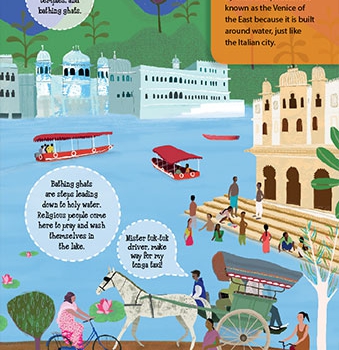 temples, and
bathing ghats.
known as the Venice of
the East because it is built
around water, just like
the Italian city.
Bathing ghats
are steps leading
down to holy water.
Religious people come
here to pray and wash
themselves in
the lake.
Mister tuk-tuk
driver, make
way for my
tonga taxi!